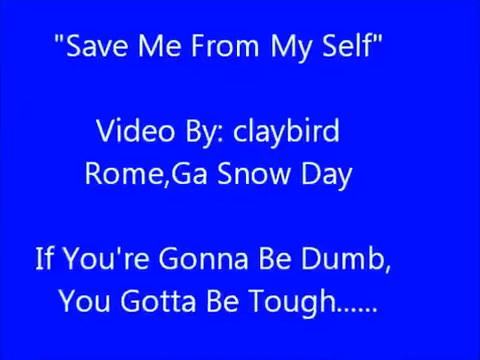 "Save Me From My Self"
Video By: claybird
Rome,Ga Snow Day
If You're Gonna Be Dumb,
You Gotta Be Tough......